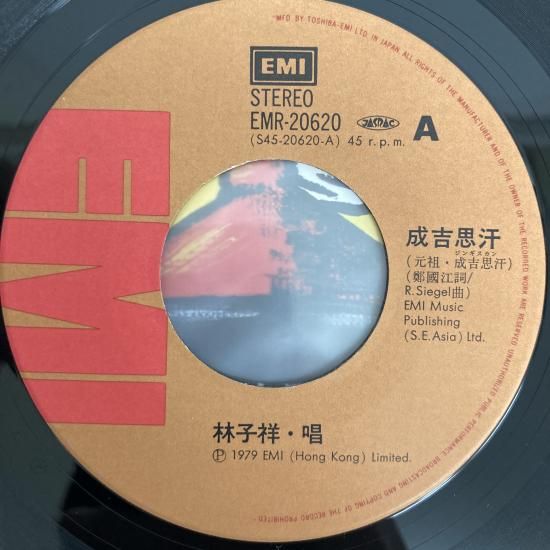 "MFD BY TOSHIBA-EMI LTD. IN JAPAN. ALL RIGHTS OF THE MANUFACTURER AND OF THE OWNER OF THE RECORDED WORK ARE RESERVED. UNAUTHORIZED PUBLIC PERFORMANCE, BROADCASTING AND COPYING OF THE RECORD PROHIBITED"
EMI
STEREO
EMR-20620 JASRAC A
(S45-20620-A) 45 r.p.m.
EMI
成吉思汗
ジンギスカン
(元祖・成吉思汗)
(鄭國江詞/
R.Siegel曲)
EMI Music
Publishing
(S.E.Asia) Ltd.
林子祥・唱
Ⓟ 1979 EMI (Hong Kong) Limited.